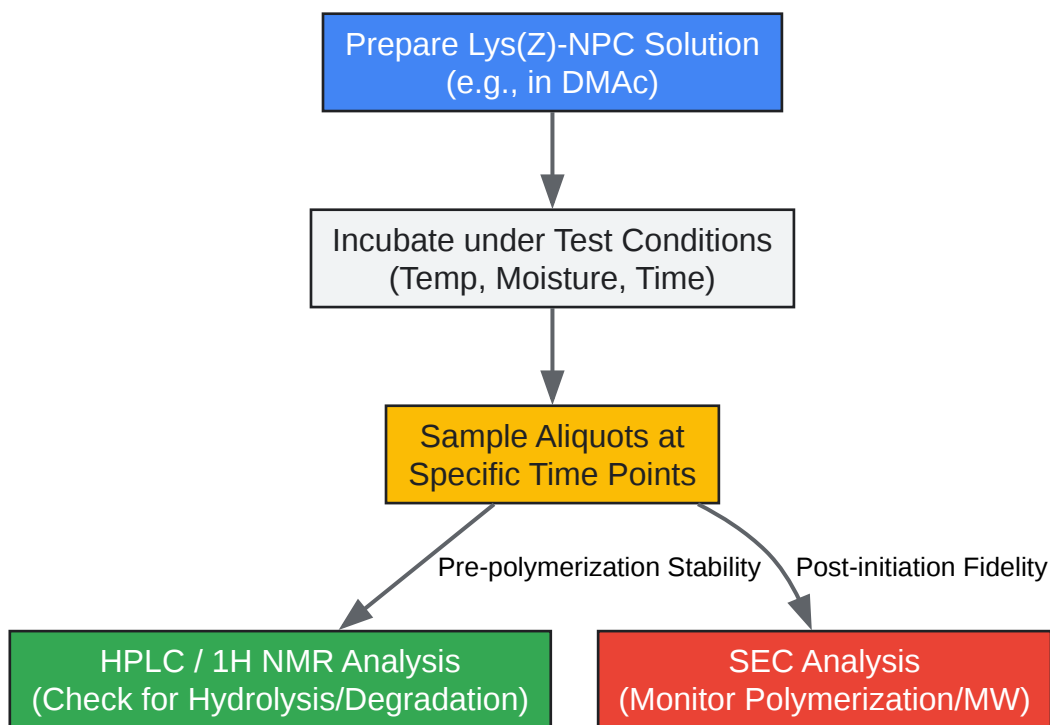 Prepare Lys(Z)-NPC Solution
(e.g., in DMAc)
Incubate under Test Conditions
(Temp, Moisture, Time)
Sample Aliquots at
Specific Time Points
Pre-polymerization Stability
Post-initiation Fidelity
HPLC / 1H NMR Analysis
(Check for Hydrolysis/Degradation)
SEC Analysis
(Monitor Polymerization/MW)